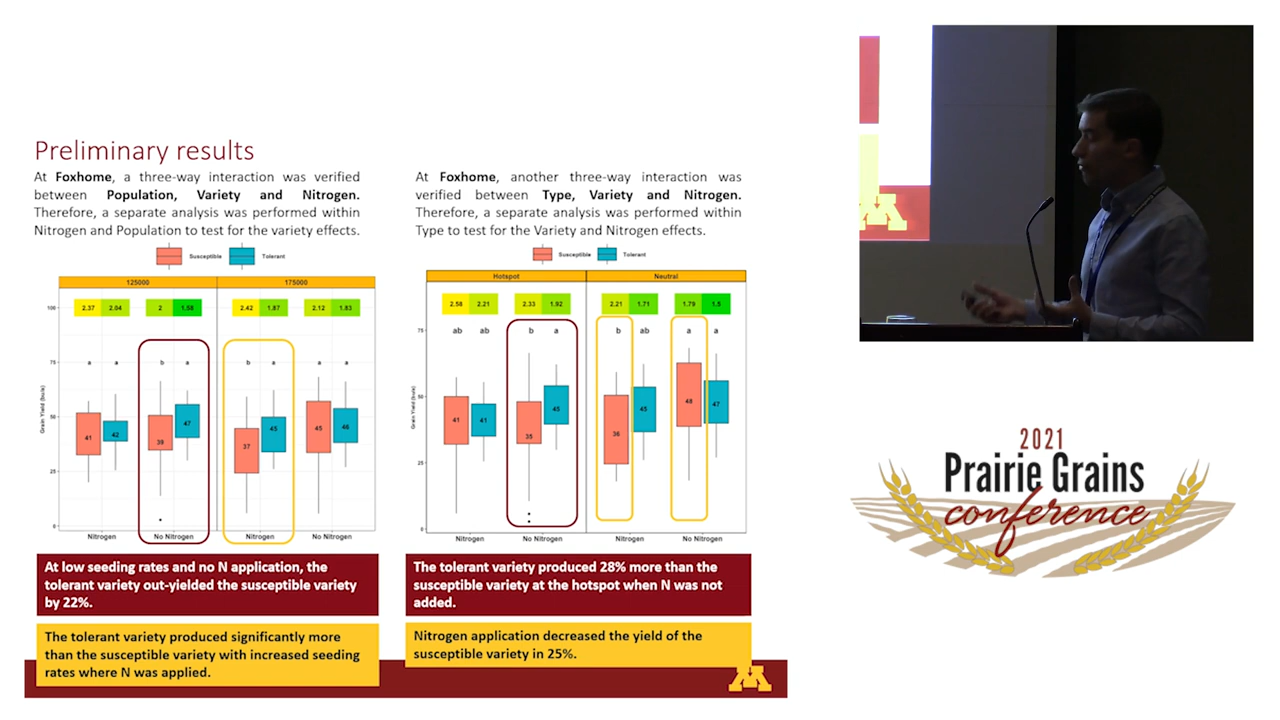 Preliminary results
At Foxhome, a three-way interaction was verified
between Population, Variety and Nitrogen.
Therefore, a separate analysis was performed within
Nitrogen and Population to test for the variety effects.
Susceptible Tolerant
125000 175000
2.37 2.04 2 1.58 2.42 1.87 2.12 1.83
100
75
50
25
0
a a b a b a a a
41 42 38 47 37 45 45 46
Grain Yield (bu/a)
Nitrogen No Nitrogen Nitrogen No Nitrogen
At low seeding rates and no N application, the
tolerant variety out-yielded the susceptible variety
by 22%.
The tolerant variety produced significantly more
than the susceptible variety with increased seeding
rates where N was applied.
At Foxhome, another three-way interaction was
verified between Type, Variety and Nitrogen.
Therefore, a separate analysis was performed within
Type to test for the Variety and Nitrogen effects.
Susceptible Tolerant
Hotspot Neutral
2.58 2.21 2.33 1.92 2.21 1.71 1.79 1.5
ab ab b a b ab a a
75
50
25
0
41 41 35 45 36 45 48 47
Grain Yield (bu/a)
Nitrogen No Nitrogen Nitrogen No Nitrogen
The tolerant variety produced 28% more than the
susceptible variety at the hotspot when N was not
added.
Nitrogen application decreased the yield of the
susceptible variety in 25%.
M
2021
Prairie Grains
conference